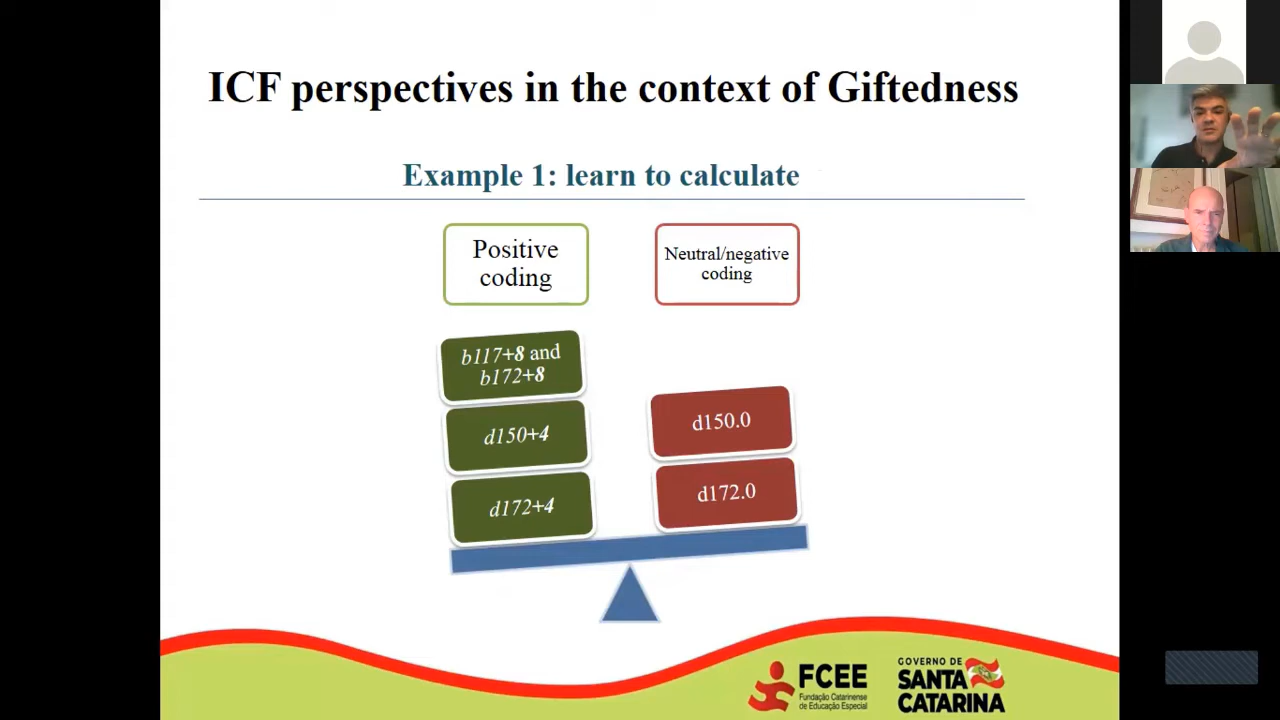 ICF perspectives in the context of Giftedness
Example 1: learn to calculate
Positive
coding
Neutral/negative
coding
b117+8 and
b172+8
d150+4
d172+4
d150.0
d172.0
FCEE
Fundação Catarinense
de Educação Especial
GOVERNO DE
SANTA
CATARINA